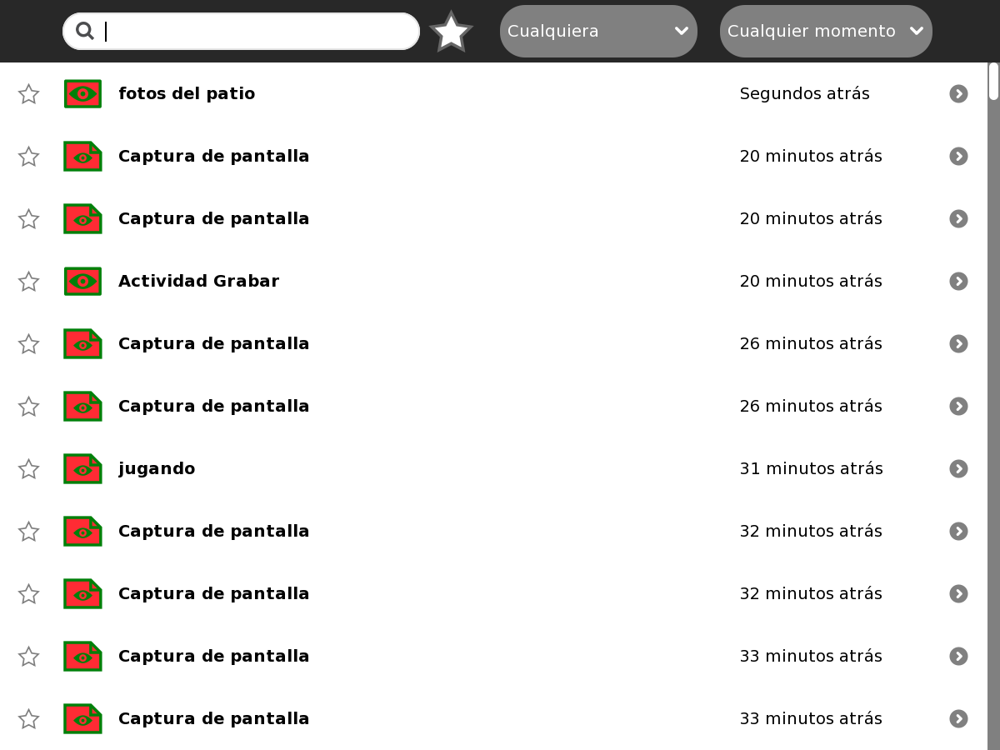 Cualquiera
Cualquier momento
fotos del patio Segundos atrás
Captura de pantalla 20 minutos atrás
Captura de pantalla 20 minutos atrás
Actividad Grabar 20 minutos atrás
Captura de pantalla 26 minutos atrás
Captura de pantalla 26 minutos atrás
jugando 31 minutos atrás
Captura de pantalla 32 minutos atrás
Captura de pantalla 32 minutos atrás
Captura de pantalla 33 minutos atrás
Captura de pantalla 33 minutos atrás